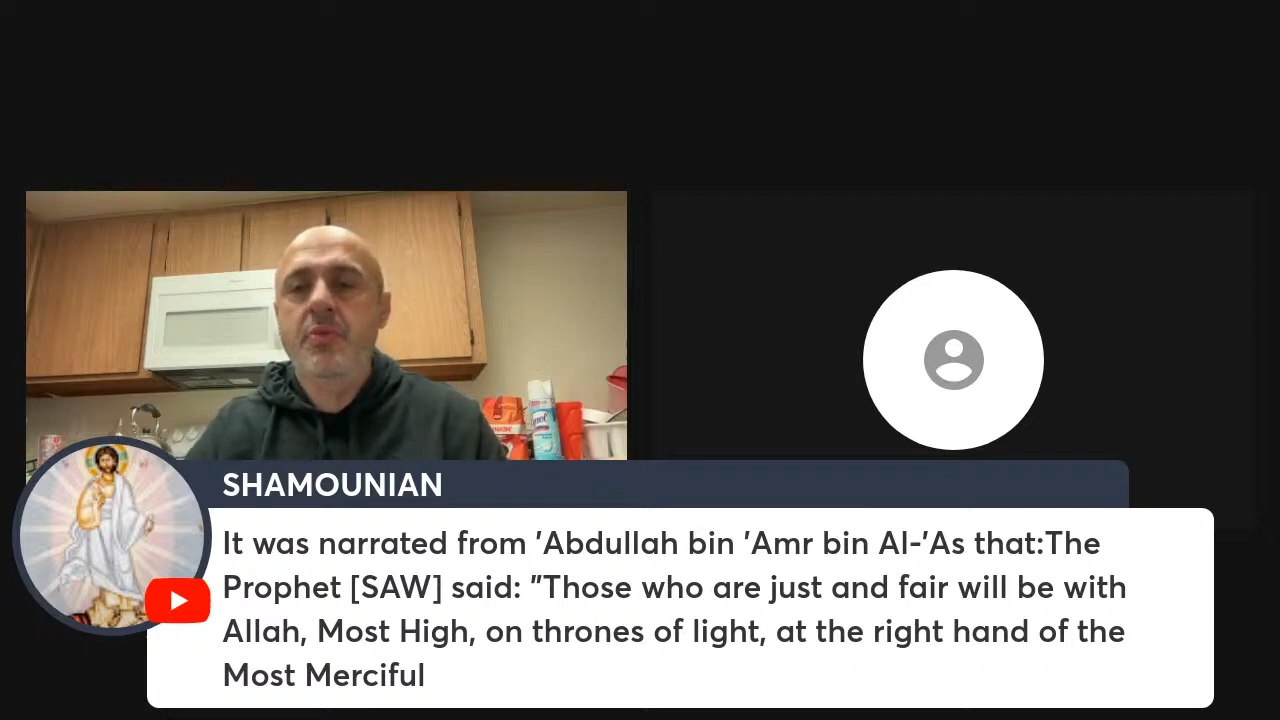 SHAMOUNIAN
It was narrated from 'Abdullah bin 'Amr bin Al-'As that:The
Prophet [SAW] said: "Those who are just and fair will be with
Allah, Most High, on thrones of light, at the right hand of the
Most Merciful